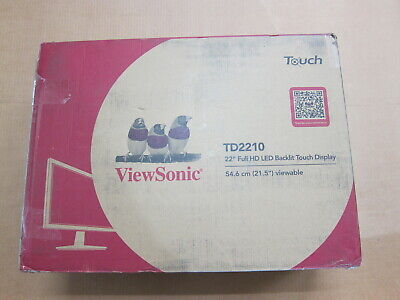 Touch
TD2210
22" Full HD LED Backlit Touch Display
54.6 cm (21.5") viewable
ViewSonic®